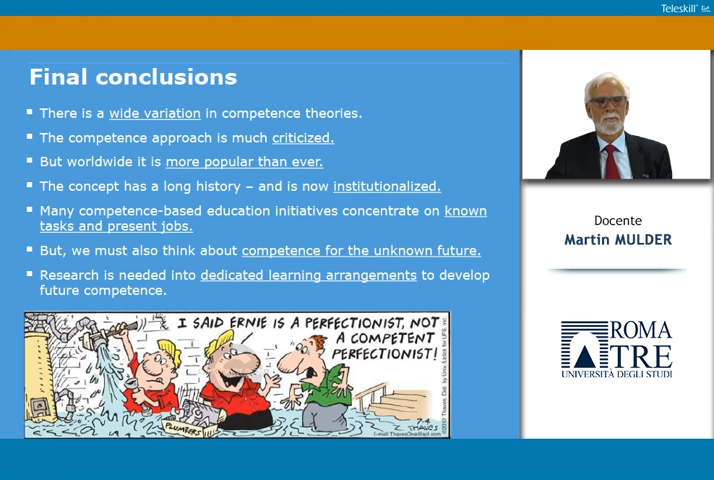 Teleskill
Final conclusions
There is a wide variation in competence theories.
The competence approach is much criticized.
But worldwide it is more popular than ever.
The concept has a long history – and is now institutionalized.
Many competence-based education initiatives concentrate on known
tasks and present jobs.
But, we must also think about competence for the unknown future.
Research is needed into dedicated learning arrangements to develop
future competence.
I SAID ERNIE IS A PERFECTIONIST, NOT
A COMPETENT
PERFECTIONIST!
PLUMBERS
7-4
THAVES
Docente
Martin MULDER
ROMA
TRE
UNIVERSITÀ DEGLI STUDI